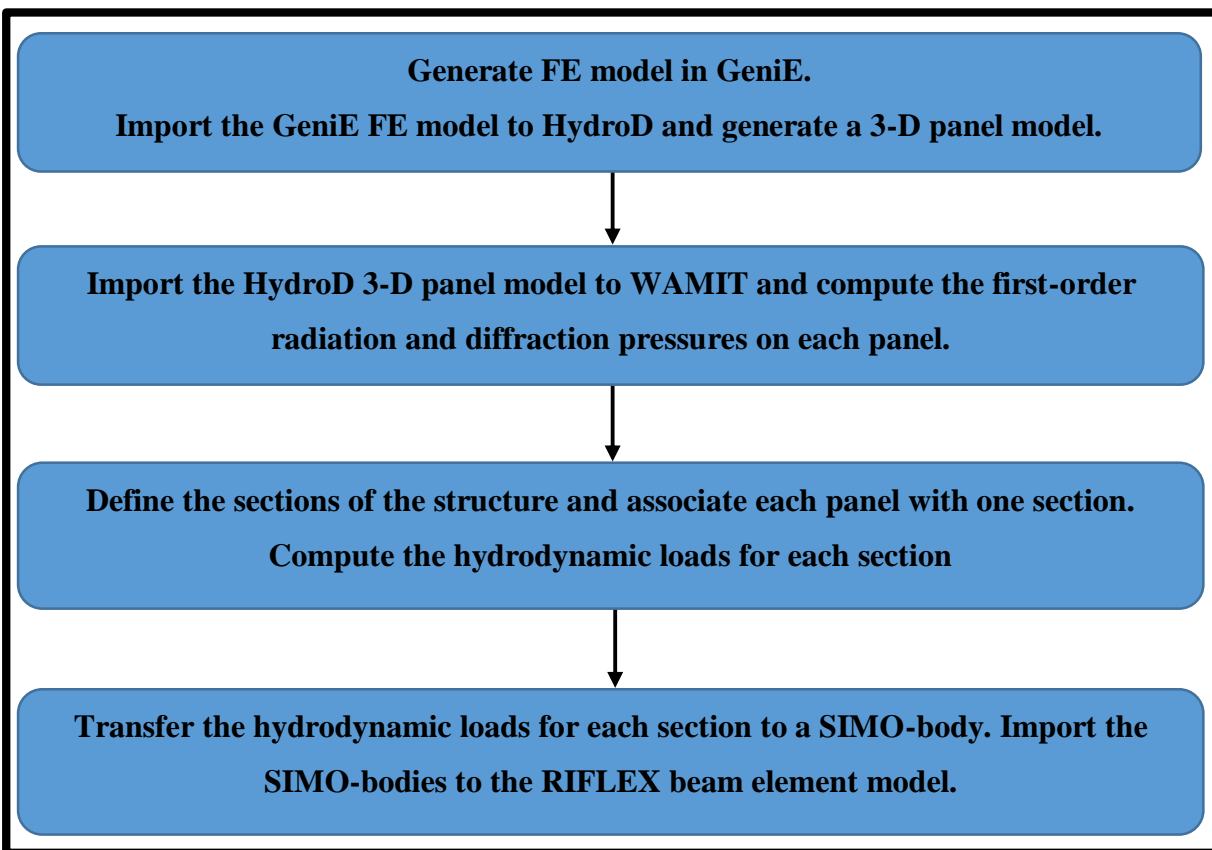 Generate FE model in GeniE.
Import the GeniE FE model to HydroD and generate a 3-D panel model.
Import the HydroD 3-D panel model to WAMIT and compute the first-order
radiation and diffraction pressures on each panel.
Define the sections of the structure and associate each panel with one section.
Compute the hydrodynamic loads for each section
Transfer the hydrodynamic loads for each section to a SIMO-body. Import the
SIMO-bodies to the RIFLEX beam element model.